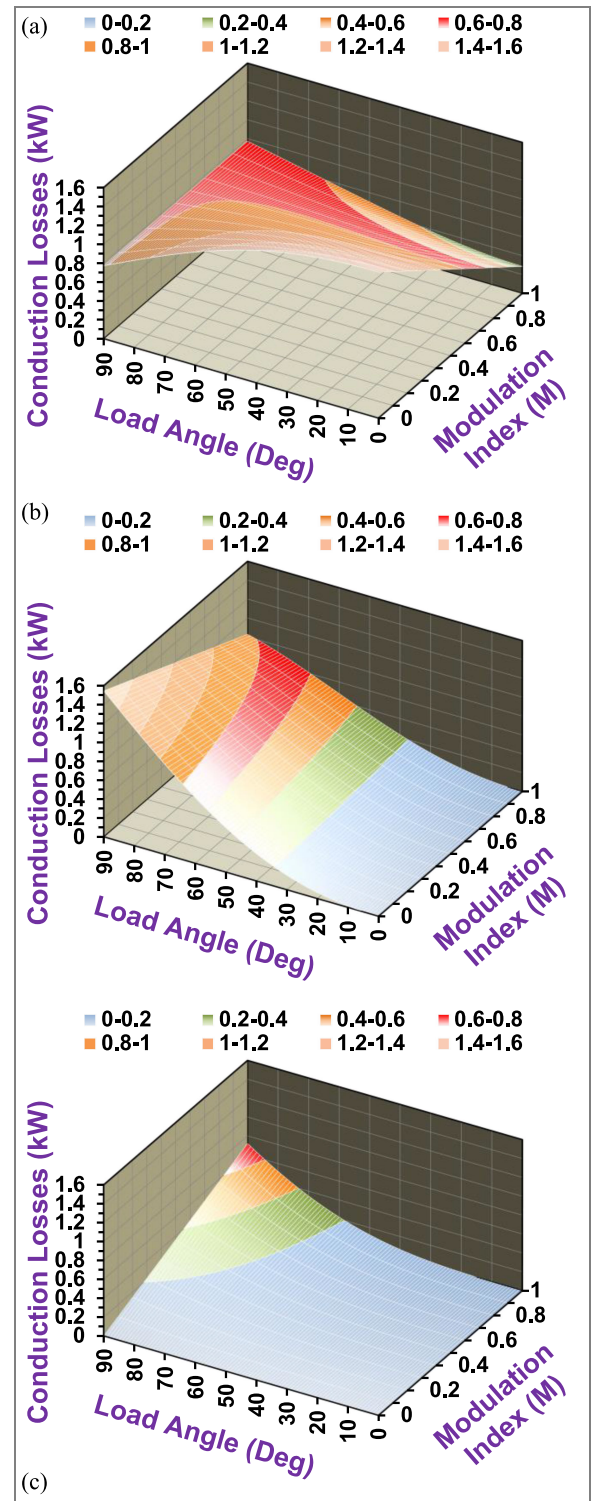 (a)
0-0.2 0.2-0.4 0.4-0.6 0.6-0.8
0.8-1 1-1.2 1.2-1.4 1.4-1.6
Conduction Losses (kW)
1.6
1.4
1.2
1
0.8
0.6
0.4
0.2
0
90 80 70 60 50 40 30 20 10 0
Load Angle (Deg)
0 0.2 0.4 0.6 0.8 1
Modulation
Index (M)
(b)
0-0.2 0.2-0.4 0.4-0.6 0.6-0.8
0.8-1 1-1.2 1.2-1.4 1.4-1.6
Conduction Losses (kW)
1.6
1.4
1.2
1
0.8
0.6
0.4
0.2
0
90 80 70 60 50 40 30 20 10 0
Load Angle (Deg)
0 0.2 0.4 0.6 0.8 1
Modulation
Index (M)
0-0.2 0.2-0.4 0.4-0.6 0.6-0.8
0.8-1 1-1.2 1.2-1.4 1.4-1.6
Conduction Losses (kW)
1.6
1.4
1.2
1
0.8
0.6
0.4
0.2
0
90 80 70 60 50 40 30 20 10 0
Load Angle (Deg)
0 0.2 0.4 0.6 0.8 1
Modulation
Index (M)
(c)